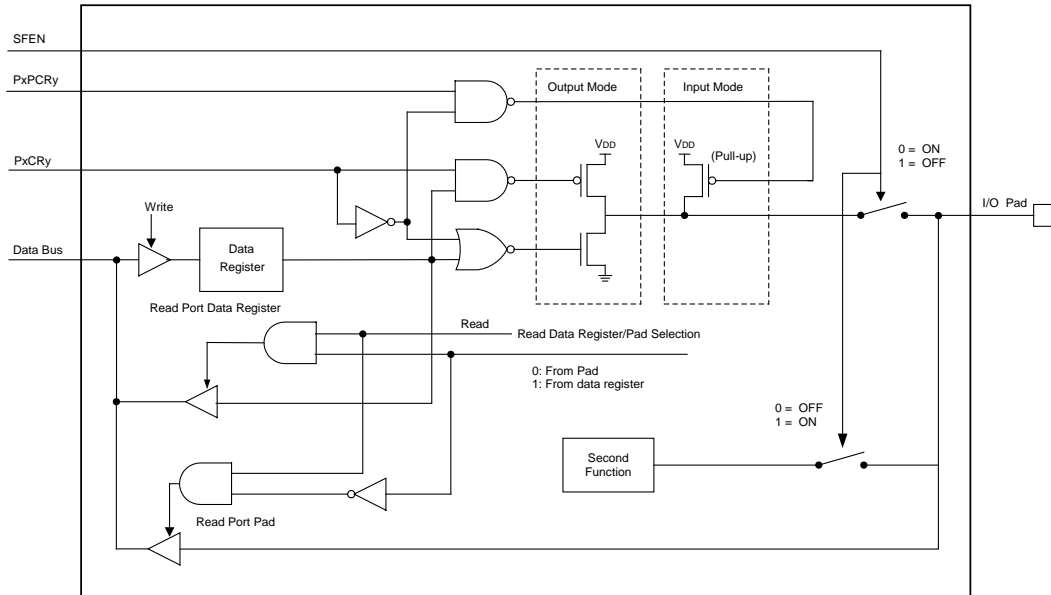 SFEN
PxPCRy
Output Mode
Input Mode
VDD
VDD
(Pull-up)
0 = ON
1 = OFF
PxCRy
I/O Pad
Write
Data Bus
Data
Register
Read Port Data Register
Read
Read Data Register/Pad Selection
0: From Pad
1: From data register
0 = OFF
1 = ON
Second
Function
Read Port Pad